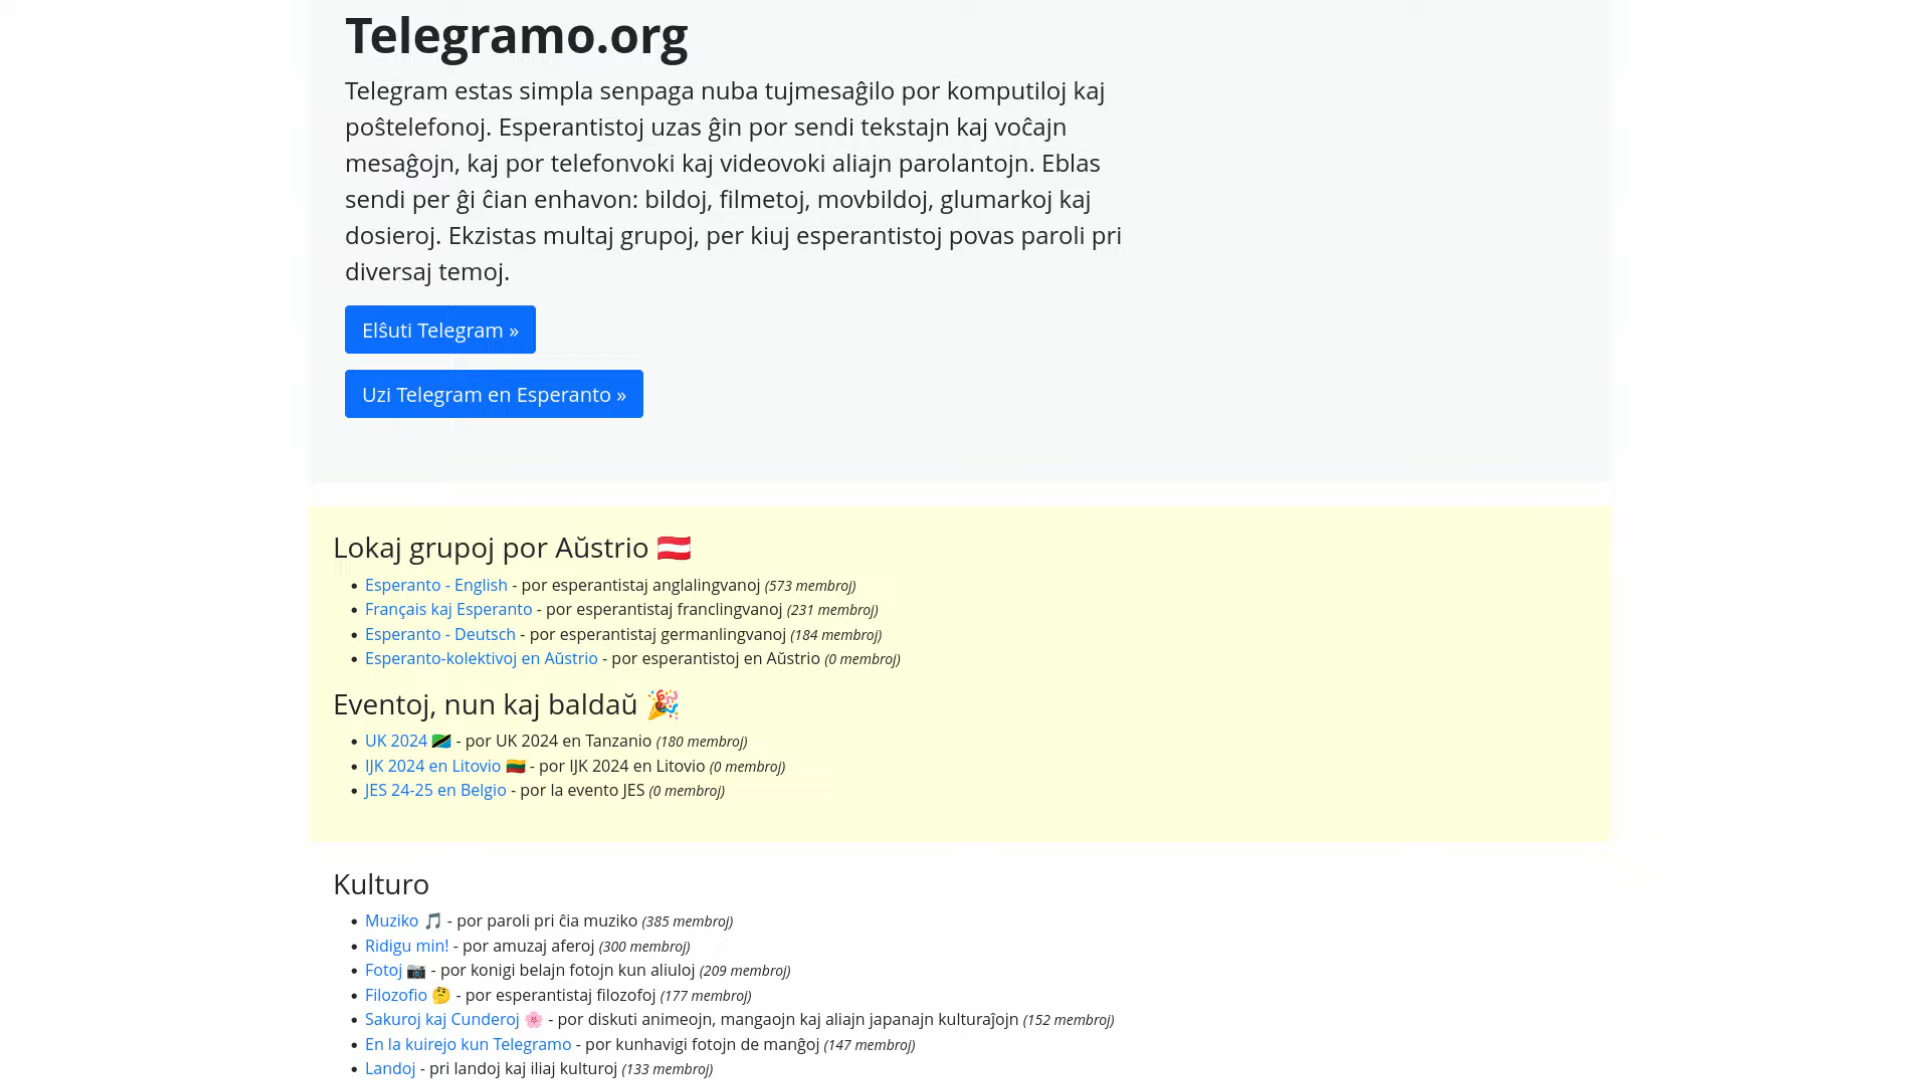 Telegramo.org
Telegram estas simpla senpaga nuba tujmesaĝilo por komputiloj kaj
poŝtelefonoj. Esperantistoj uzas ĝin por sendi tekstajn kaj voĉajn
mesaĝojn, kaj por telefonvoki kaj videovoki aliajn parolantojn. Eblas
sendi per ĝi ĉian enhavon: bildoj, filmetoj, movbildoj, glumarkoj kaj
dosieroj. Ekzistas multaj grupoj, per kiuj esperantistoj povas paroli pri
diversaj temoj.
Elŝuti Telegram »
Uzi Telegram en Esperanto »
Lokaj grupoj por Aŭstrio 🇦🇹
Esperanto - English - por esperantistaj anglalingvanoj (573 membroj)
Français kaj Esperanto - por esperantistaj franclingvanoj (231 membroj)
Esperanto - Deutsch - por esperantistaj germanlingvanoj (184 membroj)
Esperanto-kolektivoj en Aŭstrio - por esperantistoj en Aŭstrio (0 membroj)
Eventoj, nun kaj baldaŭ 🎉
UK 2024 🇹🇿 - por UK 2024 en Tanzanio (180 membroj)
IJK 2024 en Litovio 🇱🇹 - por IJK 2024 en Litovio (0 membroj)
JES 24-25 en Belgio - por la evento JES (0 membroj)
Kulturo
Muziko 🎵 - por paroli pri ĉia muziko (385 membroj)
Ridigu min! - por amuzaj aferoj (300 membroj)
Fotoj 📷 - por konigi belajn fotojn kun aliuloj (209 membroj)
Filozofio 🤔 - por esperantistaj filozofoj (177 membroj)
Sakuroj kaj Cunderoj 🌸 - por diskuti animeojn, mangaojn kaj aliajn japanajn kulturaĵojn (152 membroj)
En la kuirejo kun Telegramo - por kunhavigi fotojn de manĝoj (147 membroj)
Landoj - pri landoj kaj iliaj kulturoj (133 membroj)